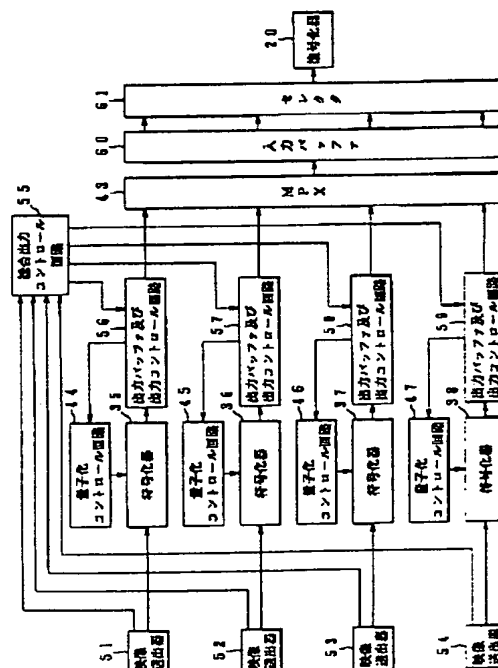 55
総合出力
コントロール
回路
51
映像
送出器
44
量子化
コントロール回路
35
符号化器
56
出力バッファ及び
出力コントロール回路
52
映像
送出器
45
量子化
コントロール回路
36
符号化器
57
出力バッファ及び
出力コントロール回路
53
映像
送出器
46
量子化
コントロール回路
37
符号化器
58
出力バッファ及び
出力コントロール回路
54
映像
送出器
47
量子化
コントロール回路
38
符号化器
59
出力バッファ及び
出力コントロール回路
43
MPX
60
入力バッファ
61
セレクタ
20
復号化器